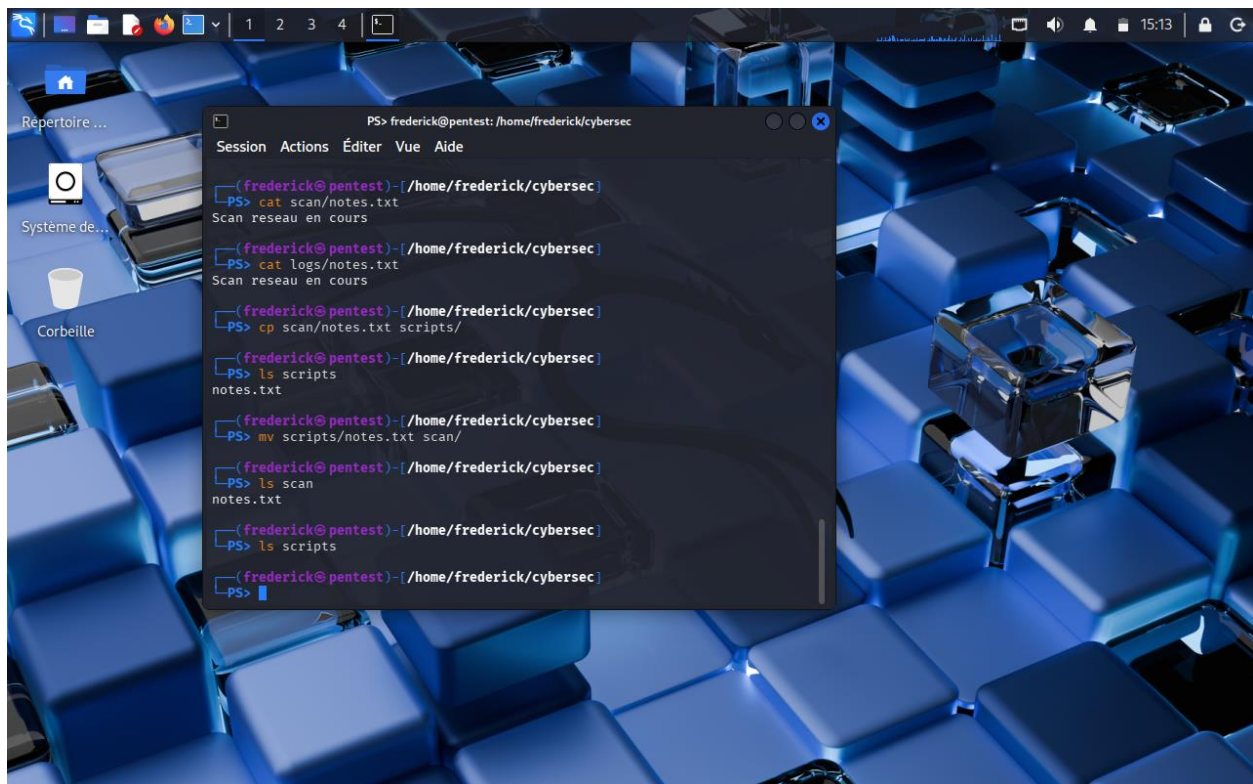 1 2 3 4 15:13
Répertoire ...
Système de...
Corbeille
PS> frederick@pentest: /home/frederick/cybersec
Session Actions Éditer Vue Aide
┌──(frederick㉿pentest)-[/home/frederick/cybersec]
└─PS> cat scan/notes.txt
Scan reseau en cours
┌──(frederick㉿pentest)-[/home/frederick/cybersec]
└─PS> cat logs/notes.txt
Scan reseau en cours
┌──(frederick㉿pentest)-[/home/frederick/cybersec]
└─PS> cp scan/notes.txt scripts/
┌──(frederick㉿pentest)-[/home/frederick/cybersec]
└─PS> ls scripts
notes.txt
┌──(frederick㉿pentest)-[/home/frederick/cybersec]
└─PS> mv scripts/notes.txt scan/
┌──(frederick㉿pentest)-[/home/frederick/cybersec]
└─PS> ls scan
notes.txt
┌──(frederick㉿pentest)-[/home/frederick/cybersec]
└─PS> ls scripts
┌──(frederick㉿pentest)-[/home/frederick/cybersec]
└─PS>